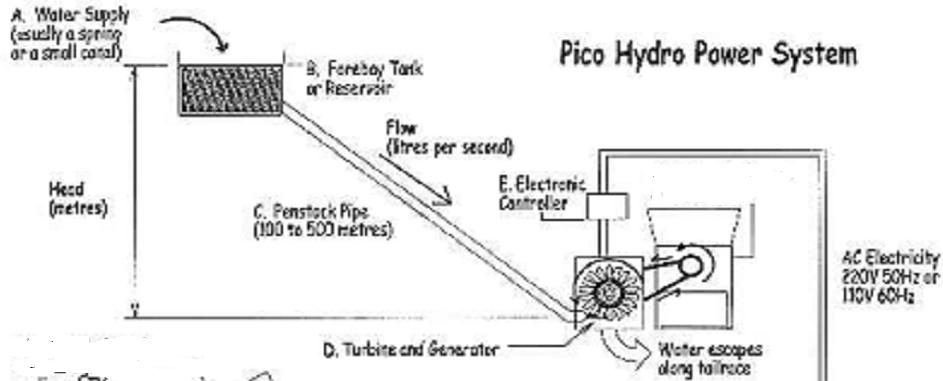 A. Water Supply
(usually a spring
or a small canal)
Pico Hydro Power System
B. Forebay Tank
or Reservoir
Flow
(litres per second)
Head
(metres)
E. Electronic
Controller
C. Penstock Pipe
(100 to 500 metres)
AC Electricity
220V 50Hz or
110V 60Hz
D. Turbine and Generator
Water escapes
along tailrace